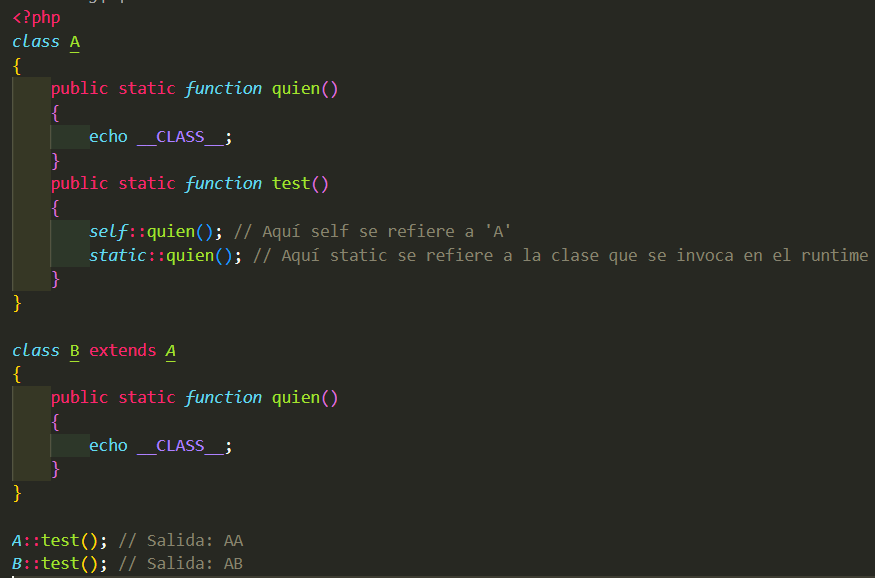 <?php
class A
{
    public static function quien()
    {
        echo __CLASS__;
    }
    public static function test()
    {
        self::quien(); // Aquí self se refiere a 'A'
        static::quien(); // Aquí static se refiere a la clase que se invoca en el runtime
    }
}

class B extends A
{
    public static function quien()
    {
        echo __CLASS__;
    }
}

A::test(); // Salida: AA
B::test(); // Salida: AB